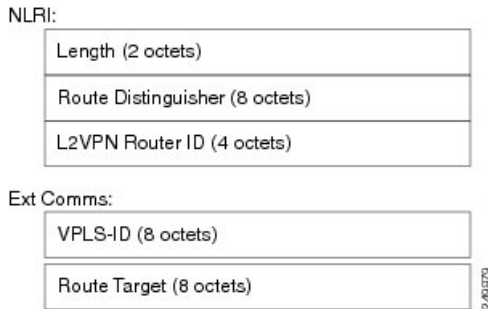 NLRI:
Length (2 octets)
Route Distinguisher (8 octets)
L2VPN Router ID (4 octets)
Ext Comms:
VPLS-ID (8 octets)
Route Target (8 octets)
249979